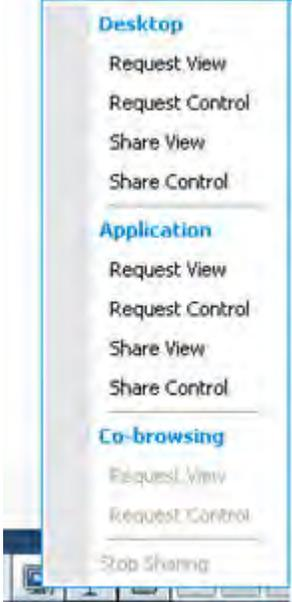 Desktop
Request View
Request Control
Share View
Share Control
Application
Request View
Request Control
Share View
Share Control
Co-browsing
Request View
Request Control
Stop Sharing